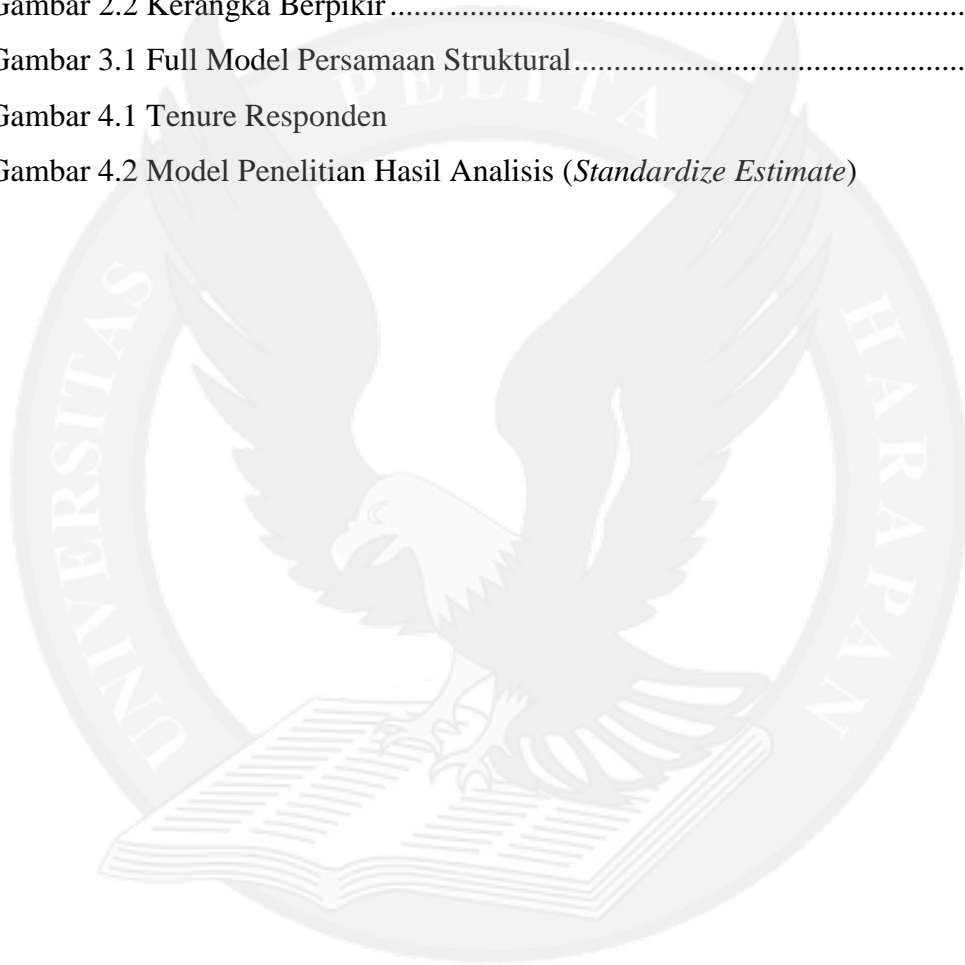 Gambar 2.2 Kerangka Berpikir..........................................................................
Gambar 3.1 Full Model Persamaan Struktural..................................................
Gambar 4.1 Tenure Responden
Gambar 4.2 Model Penelitian Hasil Analisis (Standardize Estimate)
UNIVERSITAS PELITA HARAPAN